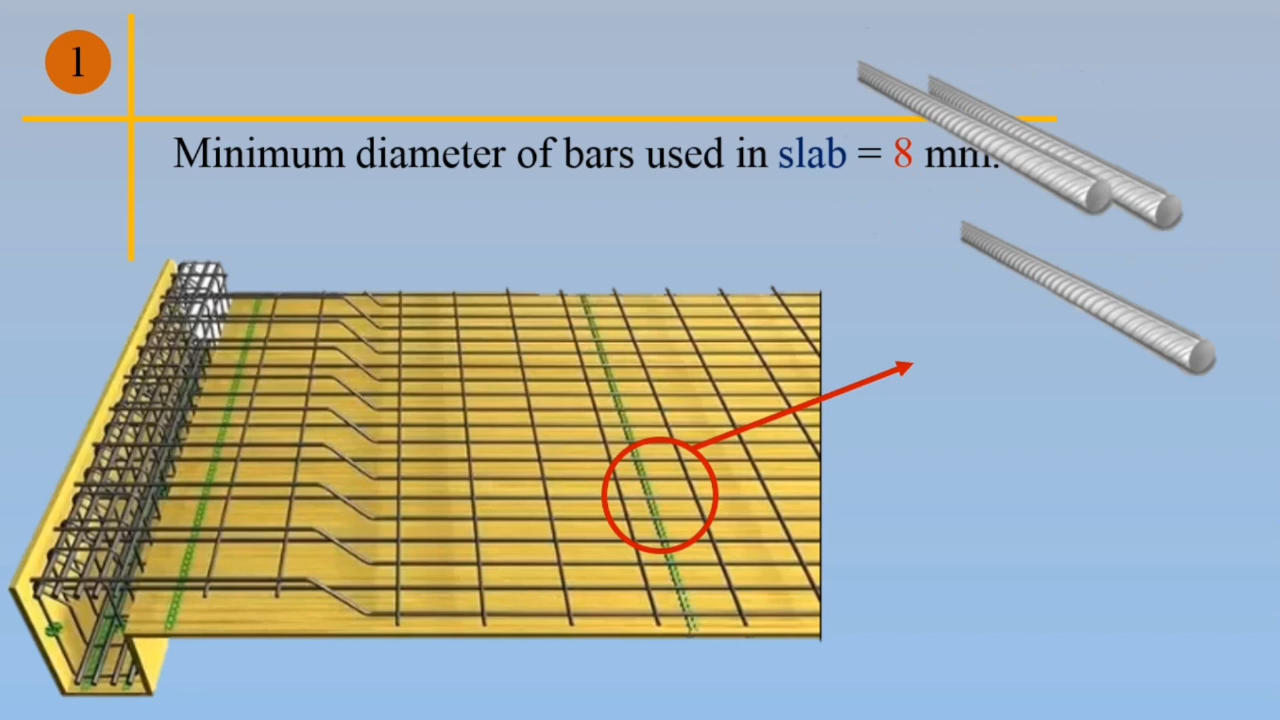 1
Minimum diameter of bars used in slab = 8 mm.